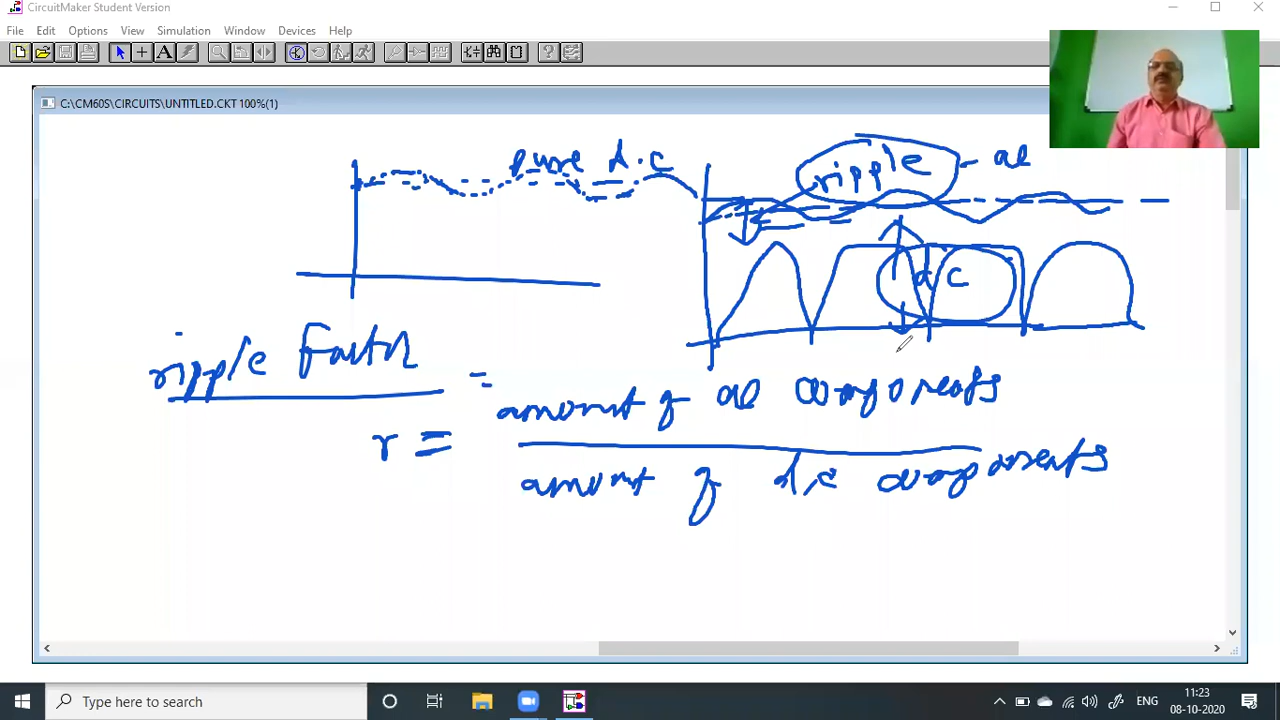 CircuitMaker Student Version
File Edit Options View Simulation Window Devices Help
C:\CM60S\CIRCUITS\UNTITLED.CKT 100%(1)
pure d.c
ripple - ac
dc
ripple Factor =
amount of ac components
r =
amount of d.c components
Type here to search
ENG
11:23
08-10-2020